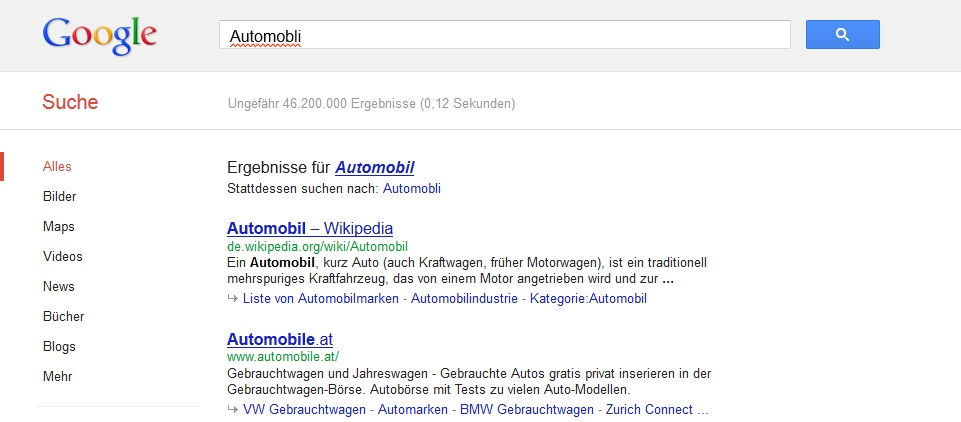 Google
Automobli
Suche
Ungefähr 46.200.000 Ergebnisse (0,12 Sekunden)
Alles
Bilder
Maps
Videos
News
Bücher
Blogs
Mehr
Ergebnisse für Automobil
Stattdessen suchen nach: Automobli
Automobil – Wikipedia
de.wikipedia.org/wiki/Automobil
Ein Automobil, kurz Auto (auch Kraftwagen, früher Motorwagen), ist ein traditionell
mehrspuriges Kraftfahrzeug, das von einem Motor angetrieben wird und zur ...
Liste von Automobilmarken - Automobilindustrie - Kategorie:Automobil
Automobile.at
www.automobile.at/
Gebrauchtwagen und Jahreswagen - Gebrauchte Autos gratis privat inserieren in der
Gebrauchtwagen-Börse. Autobörse mit Tests zu vielen Auto-Modellen.
VW Gebrauchtwagen - Automarken - BMW Gebrauchtwagen - Zurich Connect ...